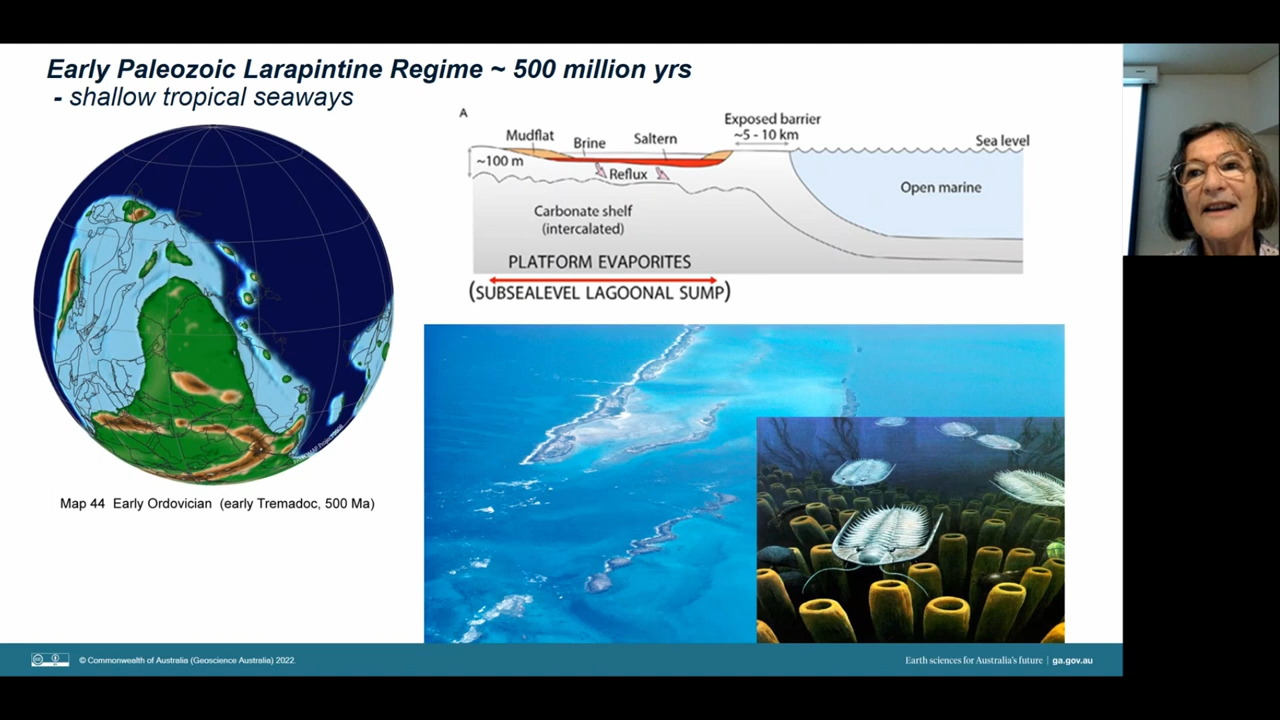 Early Paleozoic Larapintine Regime ~ 500 million yrs
- shallow tropical seaways
A
Exposed barrier
~5 - 10 km
Mudflat
Brine
Saltern
Sea level
~100 m
Reflux
Open marine
Carbonate shelf
(intercalated)
PLATFORM EVAPORITES
(SUBSEALEVEL LAGOONAL SUMP)
Map 44 Early Ordovician (early Tremadoc, 500 Ma)
© Commonwealth of Australia (Geoscience Australia) 2022.
Earth sciences for Australia's future | ga.gov.au